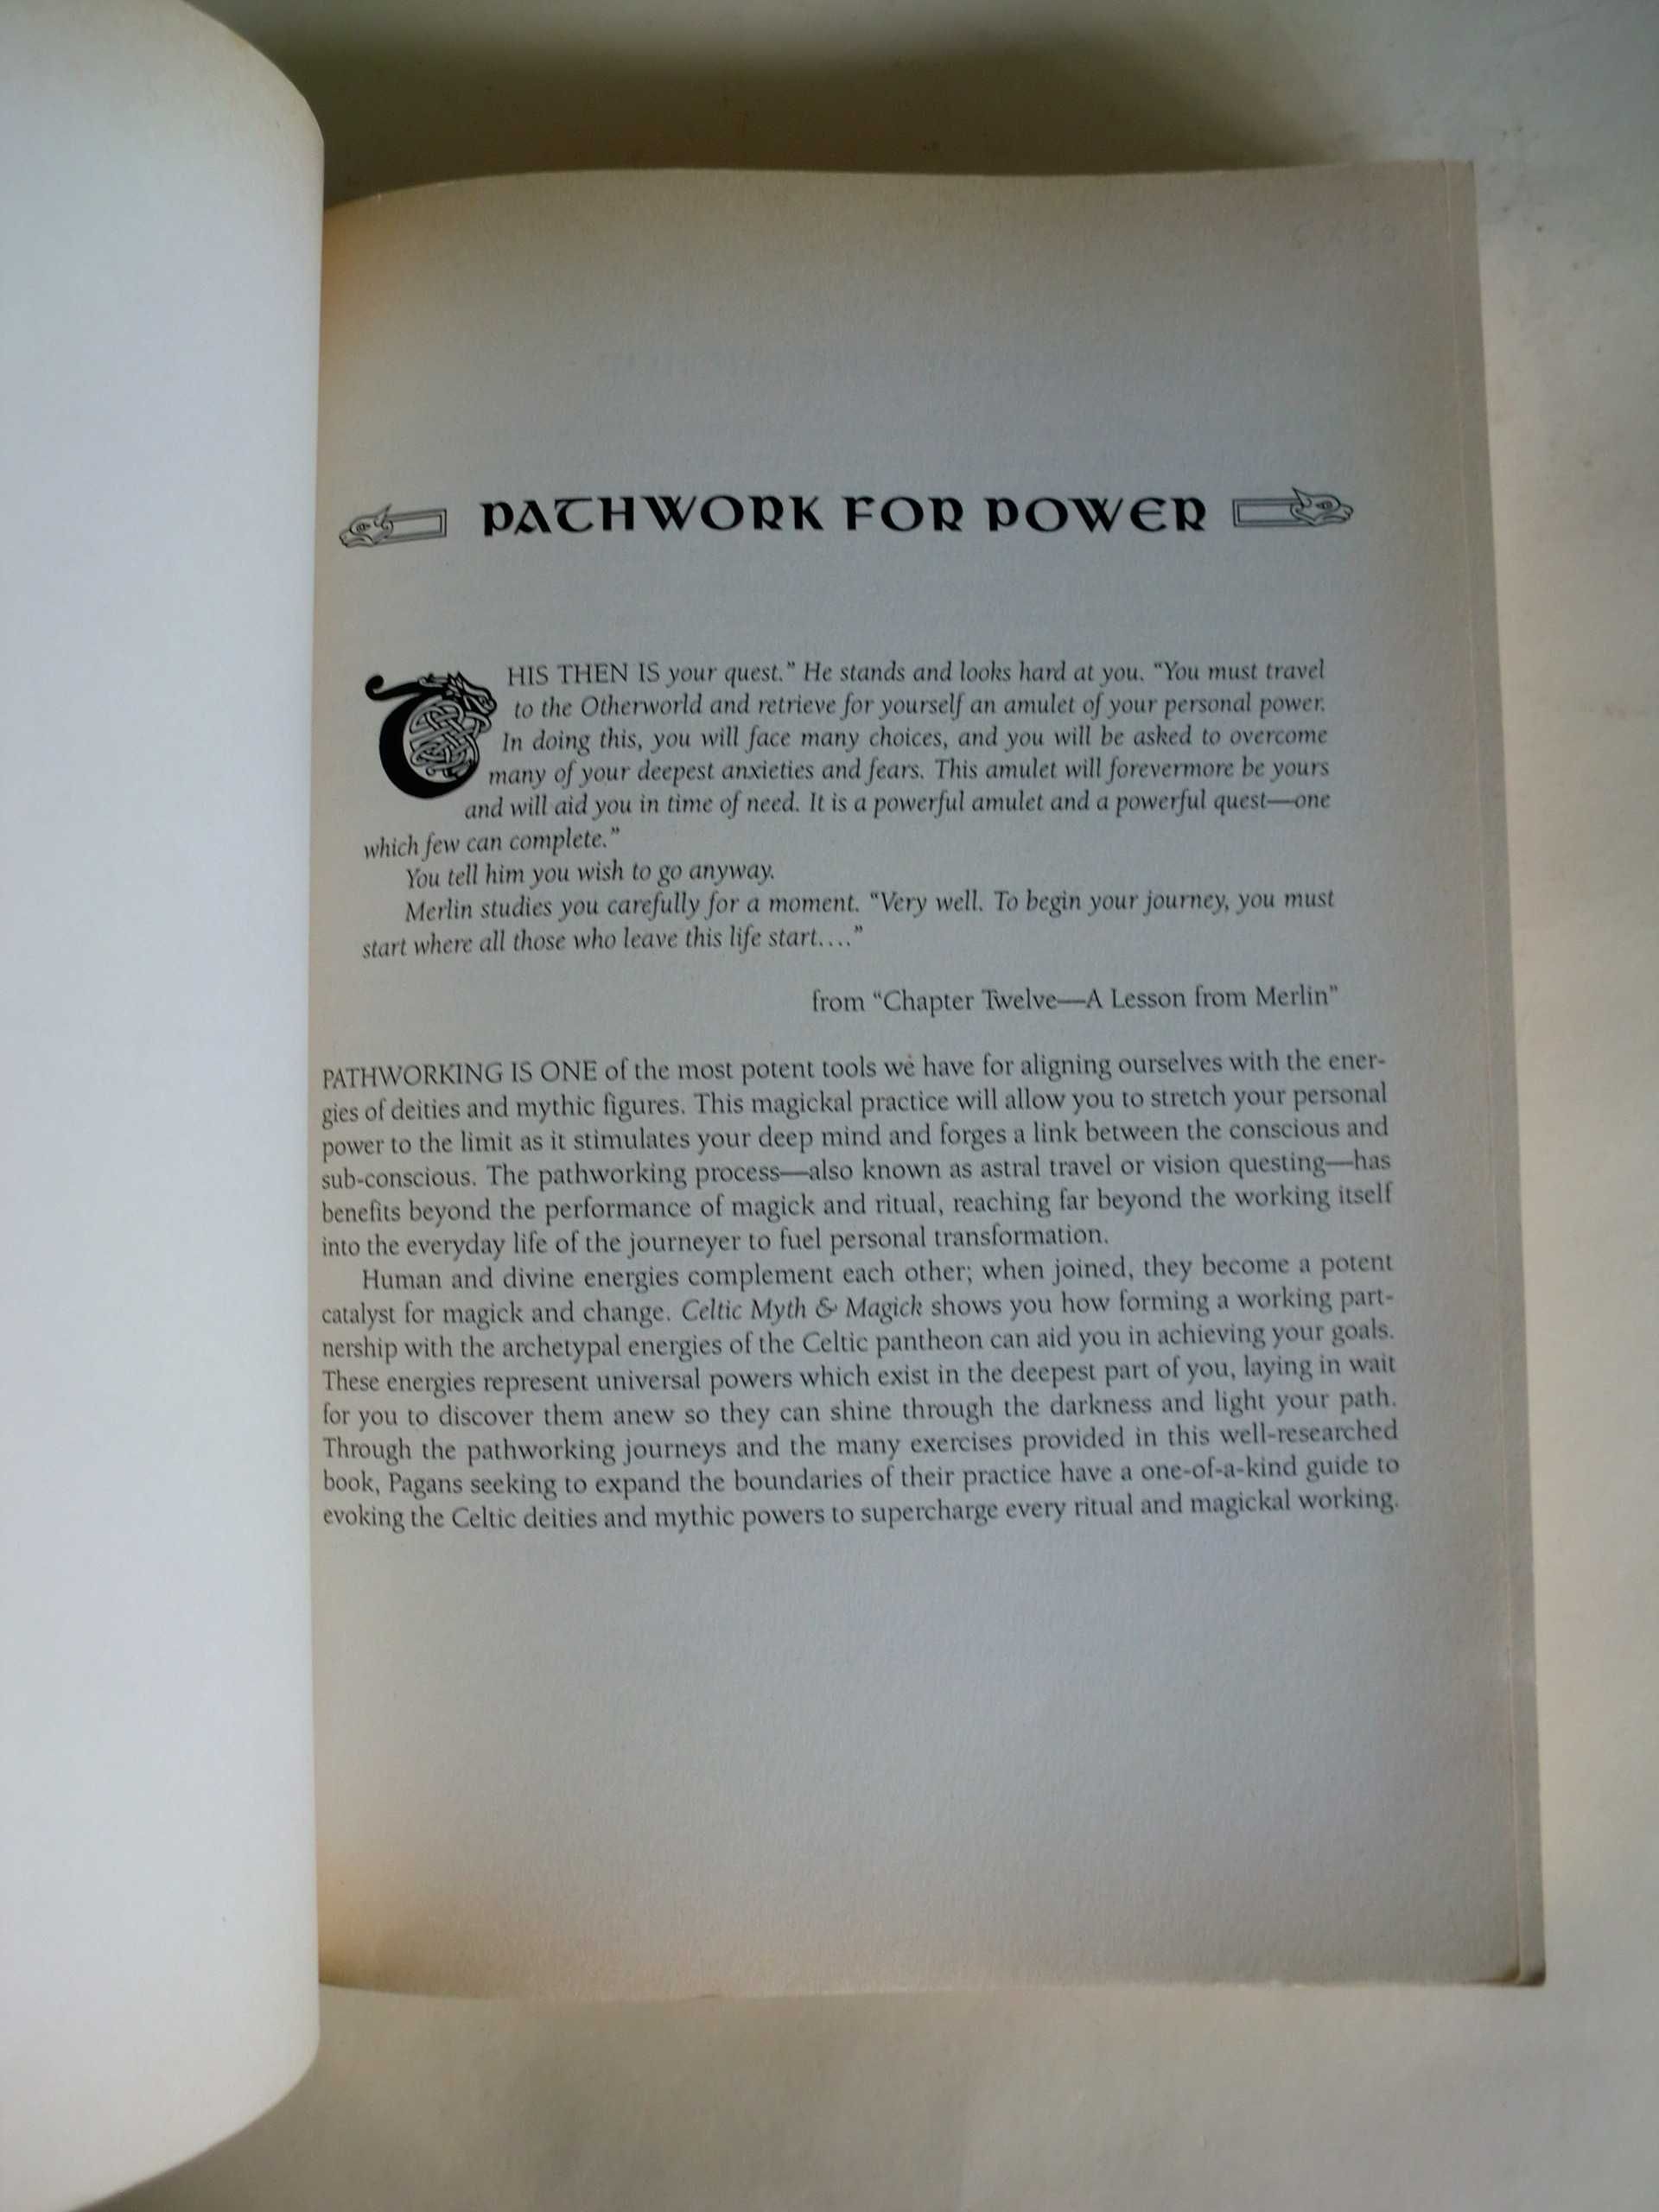 PATHWORK FOR POWER
THIS THEN IS your quest.” He stands and looks hard at you. “You must travel
to the Otherworld and retrieve for yourself an amulet of your personal power.
In doing this, you will face many choices, and you will be asked to overcome
many of your deepest anxieties and fears. This amulet will forevermore be yours
and will aid you in time of need. It is a powerful amulet and a powerful quest—one
which few can complete.”
You tell him you wish to go anyway.
Merlin studies you carefully for a moment. “Very well. To begin your journey, you must
start where all those who leave this life start....”
from “Chapter Twelve—A Lesson from Merlin”
PATHWORKING IS ONE of the most potent tools we have for aligning ourselves with the ener-
gies of deities and mythic figures. This magickal practice will allow you to stretch your personal
power to the limit as it stimulates your deep mind and forges a link between the conscious and
sub-conscious. The pathworking process—also known as astral travel or vision questing—has
benefits beyond the performance of magick and ritual, reaching far beyond the working itself
into the everyday life of the journeyer to fuel personal transformation.
Human and divine energies complement each other; when joined, they become a potent
catalyst for magick and change. Celtic Myth & Magick shows you how forming a working part-
nership with the archetypal energies of the Celtic pantheon can aid you in achieving your goals.
These energies represent universal powers which exist in the deepest part of you, laying in wait
for you to discover them anew so they can shine through the darkness and light your path.
Through the pathworking journeys and the many exercises provided in this well-researched
book, Pagans seeking to expand the boundaries of their practice have a one-of-a-kind guide to
evoking the Celtic deities and mythic powers to supercharge every ritual and magickal working.